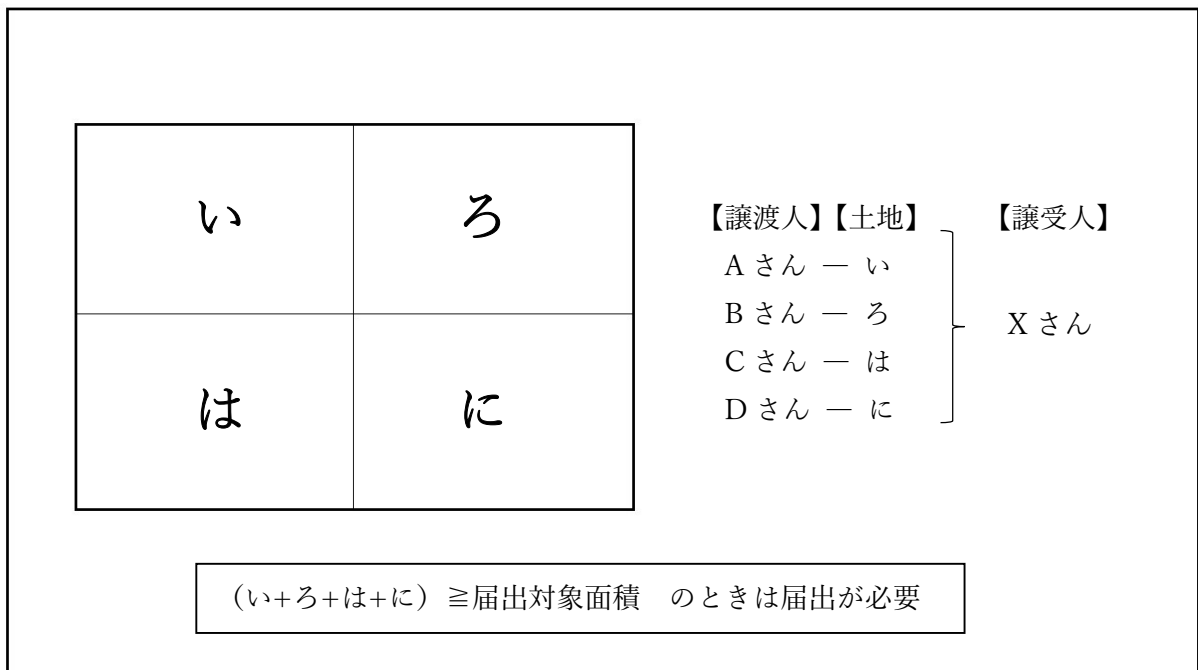 い ろ
は に
【譲渡人】【土地】 【譲受人】
A さん ― い
B さん ― ろ
C さん ― は
D さん ― に
X さん
（い+ろ+は+に）≧届出対象面積　のときは届出が必要